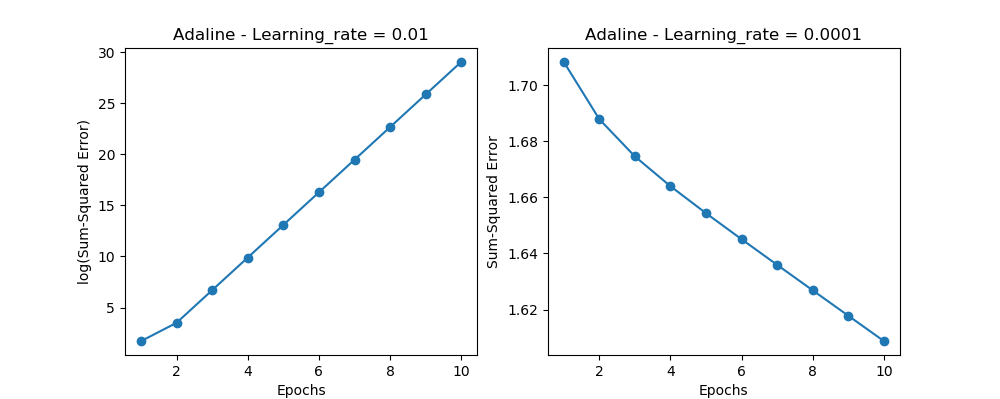 Adaline - Learning_rate = 0.01
30
25
20
15
10
5
log(Sum-Squared Error)
2 4 6 8 10
Epochs
Adaline - Learning_rate = 0.0001
1.70
1.68
1.66
1.64
1.62
Sum-Squared Error
2 4 6 8 10
Epochs